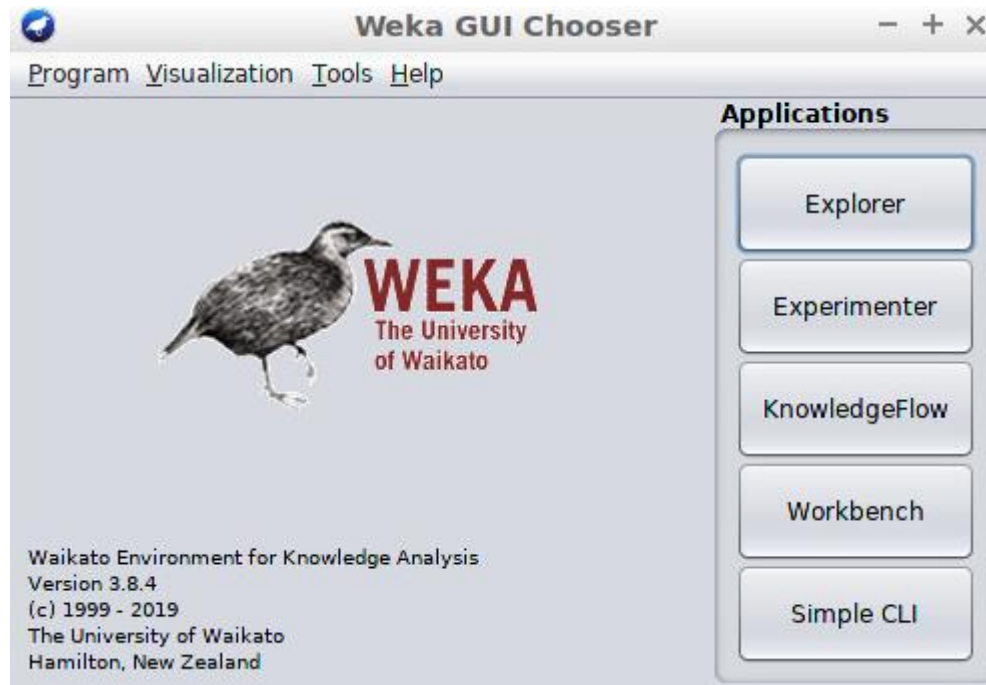 Weka GUI Chooser
Program Visualization Tools Help
Applications
Explorer
Experimenter
KnowledgeFlow
Workbench
Simple CLI
WEKA
The University
of Waikato
Waikato Environment for Knowledge Analysis
Version 3.8.4
(c) 1999 - 2019
The University of Waikato
Hamilton, New Zealand